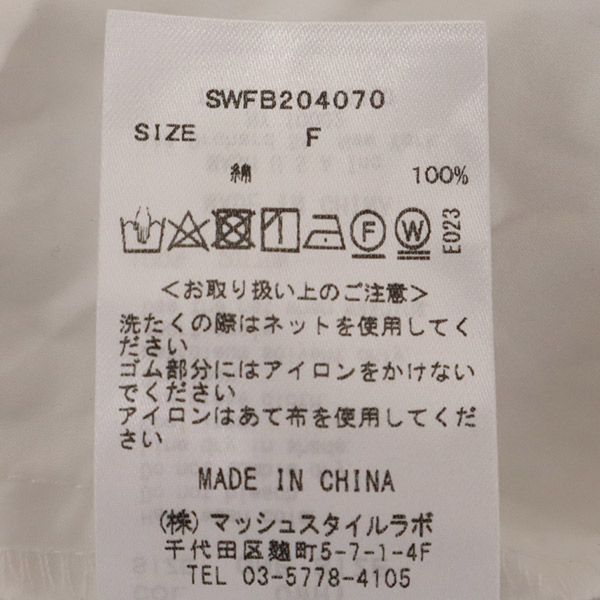 SWFB204070
SIZE F
綿 100%
F W E023
<お取り扱い上のご注意>
洗たくの際はネットを使用してく
ださい
ゴム部分にはアイロンをかけない
でください
アイロンはあて布を使用してくだ
さい
MADE IN CHINA
(株) マッシュスタイルラボ
千代田区麹町5-7-1-4F
TEL 03-5778-4105